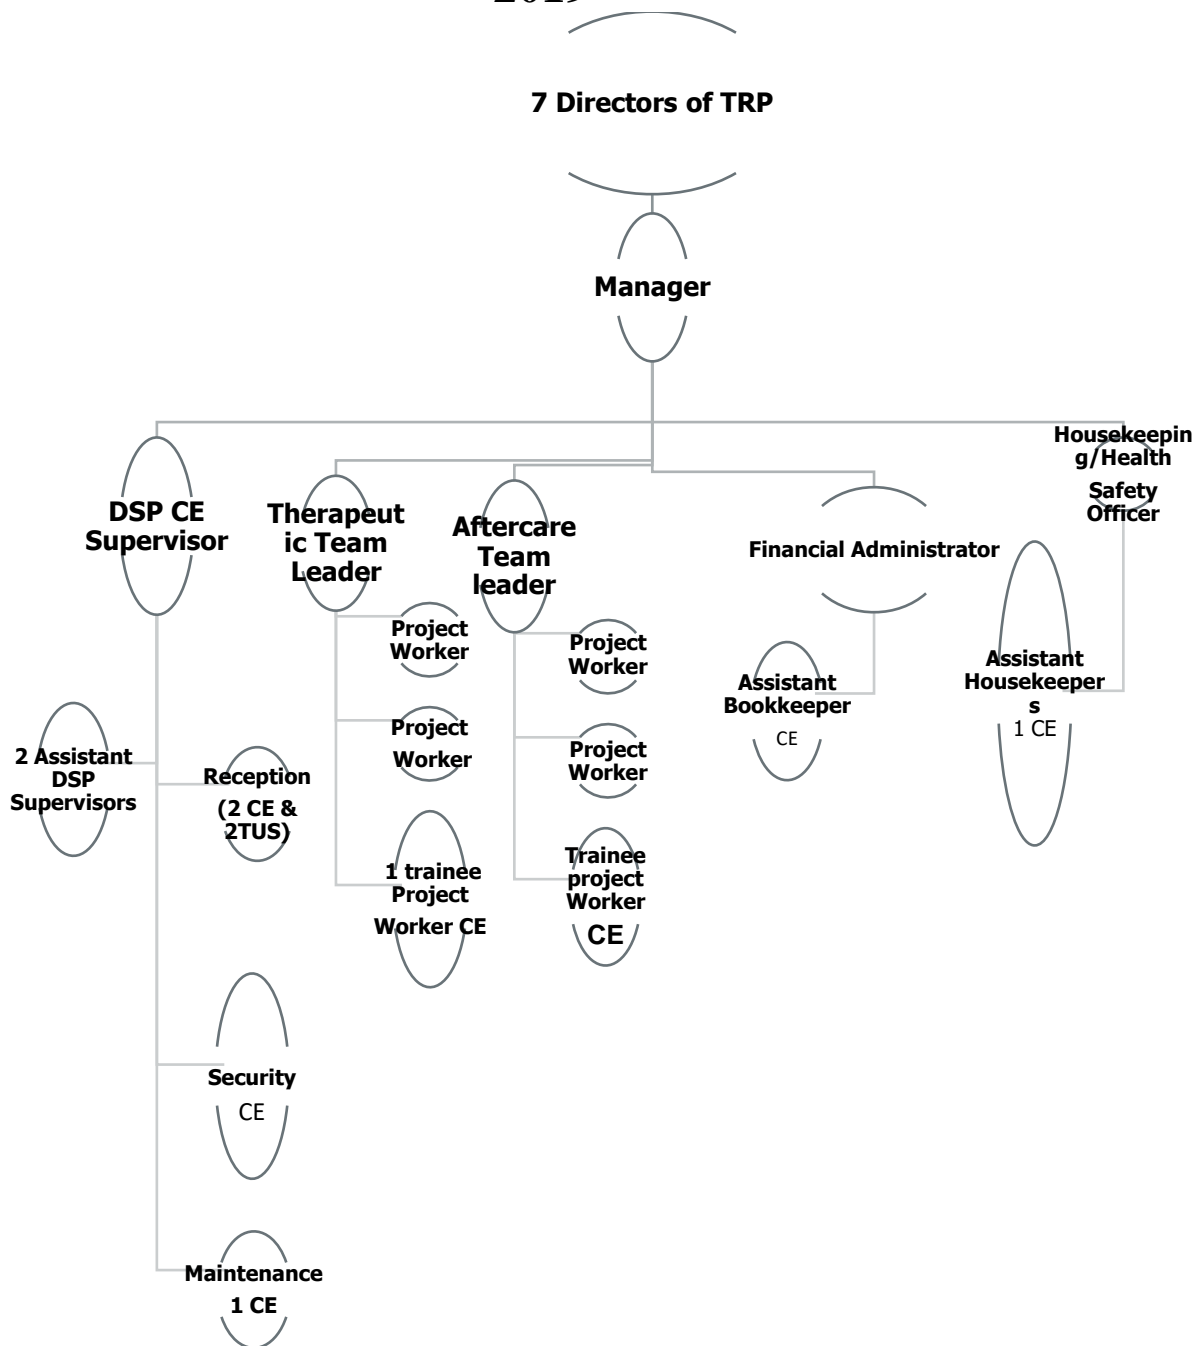 7 Directors of TRP
Manager
DSP CE
Supervisor
Therapeut
ic Team
Leader
Aftercare
Team
leader
Financial Administrator
Housekeepin
g/Health
Safety
Officer
2 Assistant
DSP
Supervisors
Reception
(2 CE &
2TUS)
Security
CE
Maintenance
1 CE
Project
Worker
Project
Worker
1 trainee
Project
Worker CE
Project
Worker
Project
Worker
Trainee
project
Worker
CE
Assistant
Bookkeeper
CE
Assistant
Housekeeper
s
1 CE